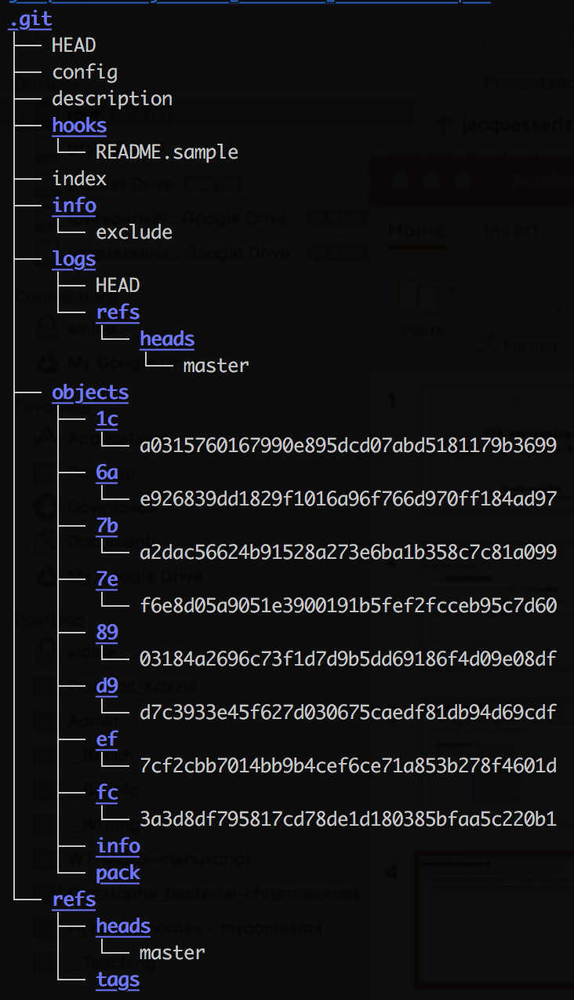 .git
HEAD
config
description
hooks
README.sample
index
info
exclude
logs
HEAD
refs
heads
master
objects
1c
a0315760167990e895dcd07abd5181179b3699
6a
e926839dd1829f1016a96f766d970ff184ad97
7b
a2dac56624b91528a273e6ba1b358c7c81a099
7e
f6e8d05a9051e3900191b5fef2fcceb95c7d60
89
03184a2696c73f1d7d9b5dd69186f4d09e08df
d9
d7c3933e45f627d030675caedf81db94d69cdf
ef
7cf2cbb7014bb9b4cef6ce71a853b278f4601d
fc
3a3d8df795817cd78de1d180385bfaa5c220b1
info
pack
refs
heads
master
tags